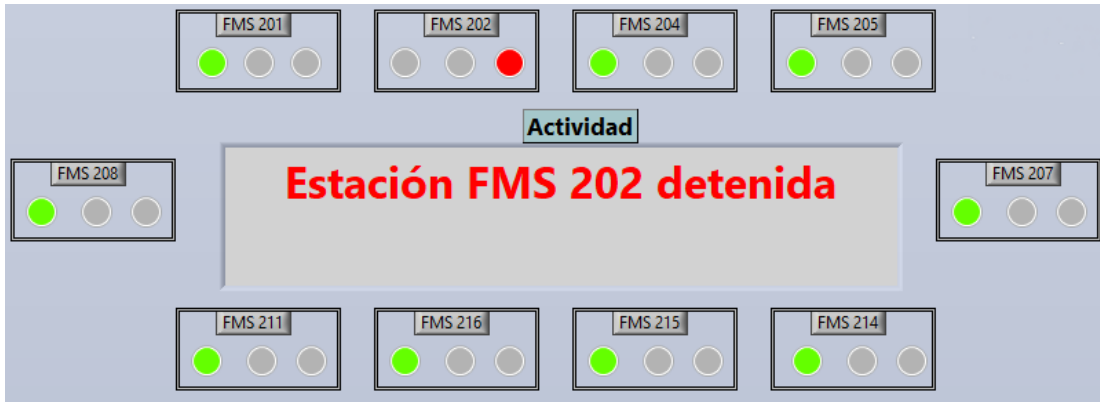 FMS 201
FMS 202
FMS 204
FMS 205
Actividad
FMS 208
Estación FMS 202 detenida
FMS 207
FMS 211
FMS 216
FMS 215
FMS 214